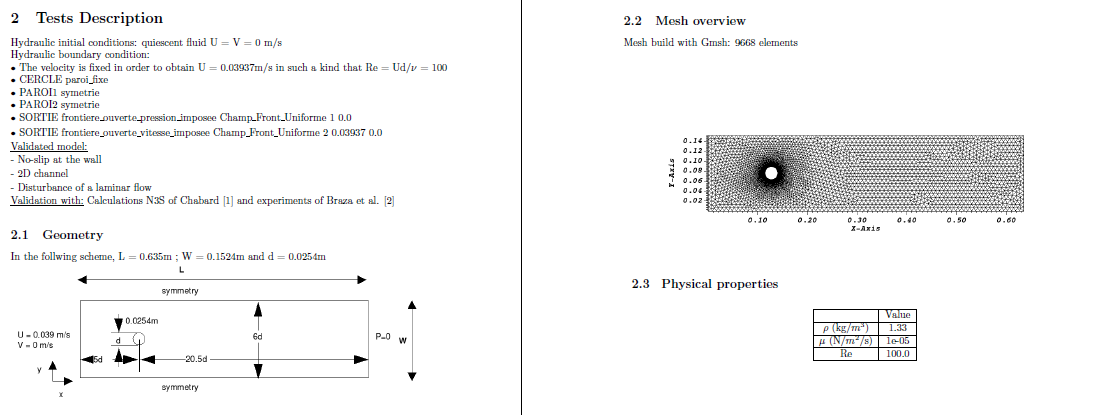 2 Tests Description
Hydraulic initial conditions: quiescent fluid U = V = 0 m/s
Hydraulic boundary condition:
• The velocity is fixed in order to obtain U = 0.03937m/s in such a kind that Re = Ud/ν = 100
• CERCLE paroi_fixe
• PAROI1 symetrie
• PAROI2 symetrie
• SORTIE frontiere_ouverte_pression_imposee Champ_Front_Uniforme 1 0.0
• SORTIE frontiere_ouverte_vitesse_imposee Champ_Front_Uniforme 2 0.03937 0.0
Validated model:
- No-slip at the wall
- 2D channel
- Disturbance of a laminar flow
Validation with: Calculations N3S of Chabard [1] and experiments of Braza et al. [2]
2.1 Geometry
In the follwing scheme, L = 0.635m ; W = 0.1524m and d = 0.0254m
L
symmetry
0.0254m
U = 0.039 m/s
V = 0 m/s
d
6d
P=0
W
5d
20.5d
y
x
symmetry
2.2 Mesh overview
Mesh build with Gmsh: 9668 elements
Y-Axis
0.14
0.12
0.10
0.08
0.06
0.04
0.02
0.10 0.20 0.30 0.40 0.50 0.60
X-Axis
2.3 Physical properties
Value
ρ (kg/m³) 1.33
μ (N/m²/s) 1e-05
Re 100.0